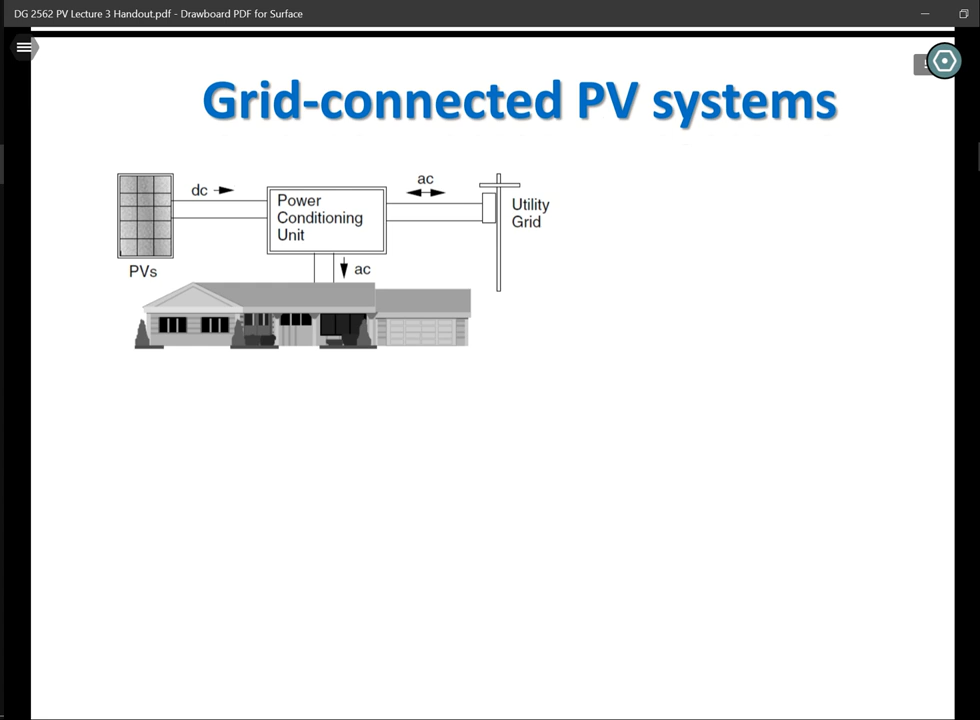 DG 2562 PV Lecture 3 Handout.pdf - Drawboard PDF for Surface
Grid-connected PV systems
dc
ac
Power
Conditioning
Unit
Utility
Grid
PVs
ac